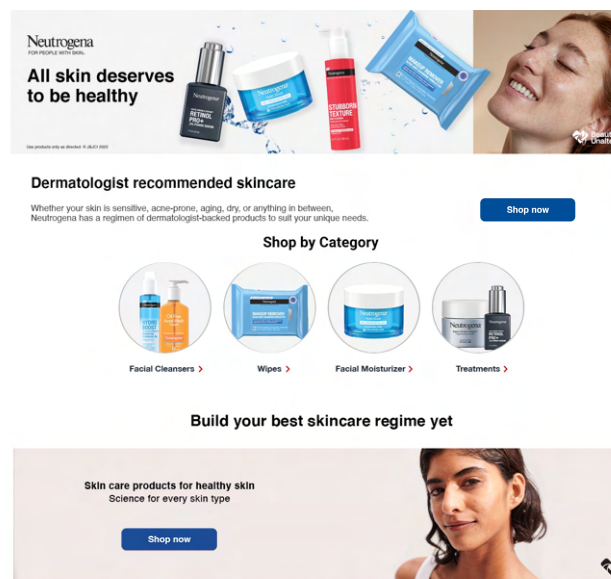 Neutrogena
FOR PEOPLE WITH SKIN
All skin deserves
to be healthy
Neutrogena
RETINOL
PRO+
Neutrogena
Neutrogena
STUBBORN
TEXTURE
MAKEUP REMOVER
Use products only as directed. © J&JCI 2023
Dermatologist recommended skincare
Whether your skin is sensitive, acne-prone, aging, dry, or anything in between,
Neutrogena has a regimen of dermatologist-backed products to suit your unique needs.
Shop now
Shop by Category
HYDRO
BOOST
MAKEUP REMOVER
Neutrogena
Neutrogena
RETINOL
PRO+
Facial Cleansers >
Wipes >
Facial Moisturizer >
Treatments >
Build your best skincare regime yet
Skin care products for healthy skin
Science for every skin type
Shop now